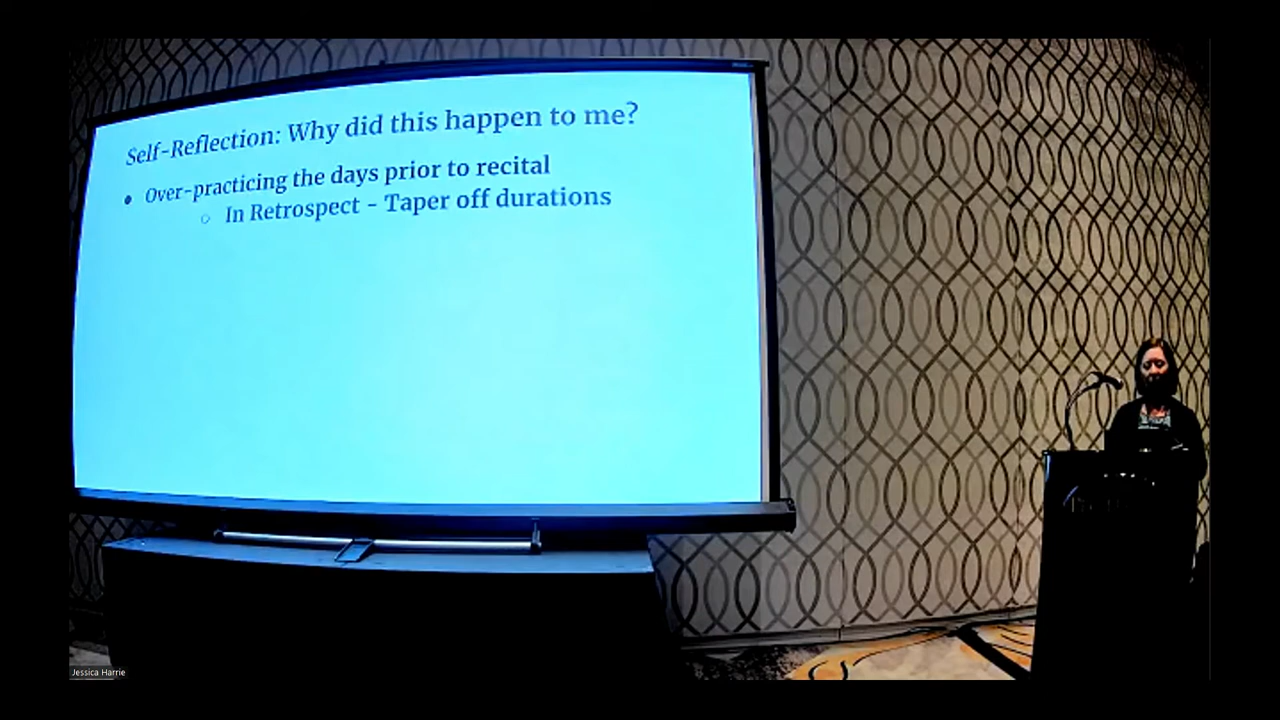 Self-Reflection: Why did this happen to me?
• Over-practicing the days prior to recital
○ In Retrospect - Taper off durations
Jessica Harrie